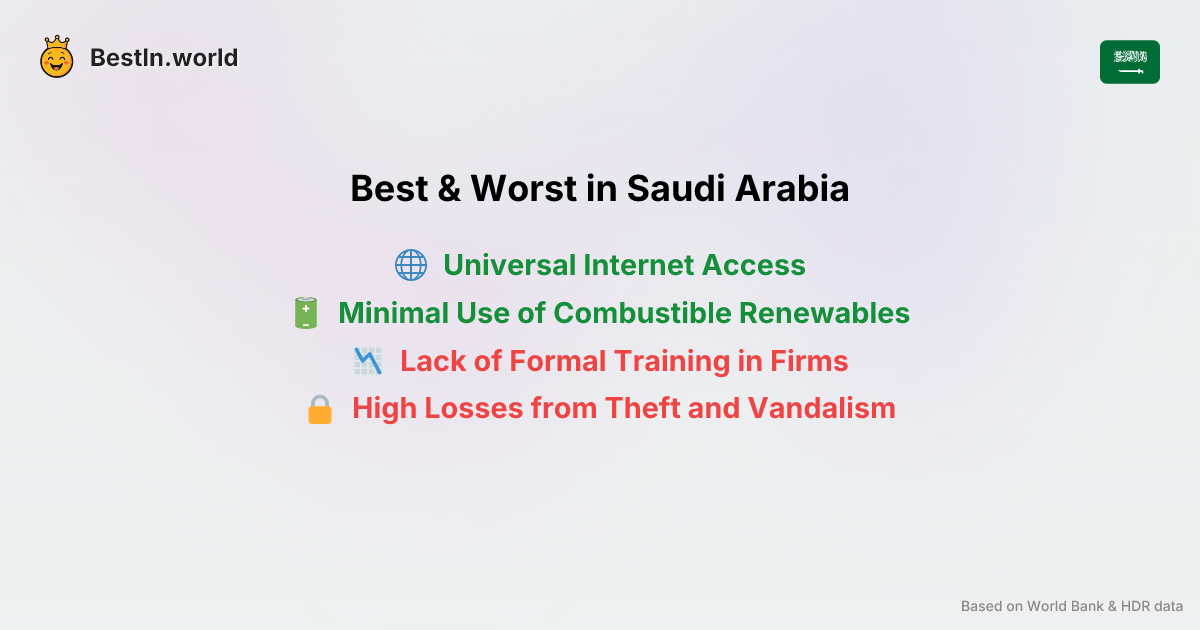 BestIn.world
Best & Worst in Saudi Arabia
Universal Internet Access
Minimal Use of Combustible Renewables
Lack of Formal Training in Firms
High Losses from Theft and Vandalism
Based on World Bank & HDR data